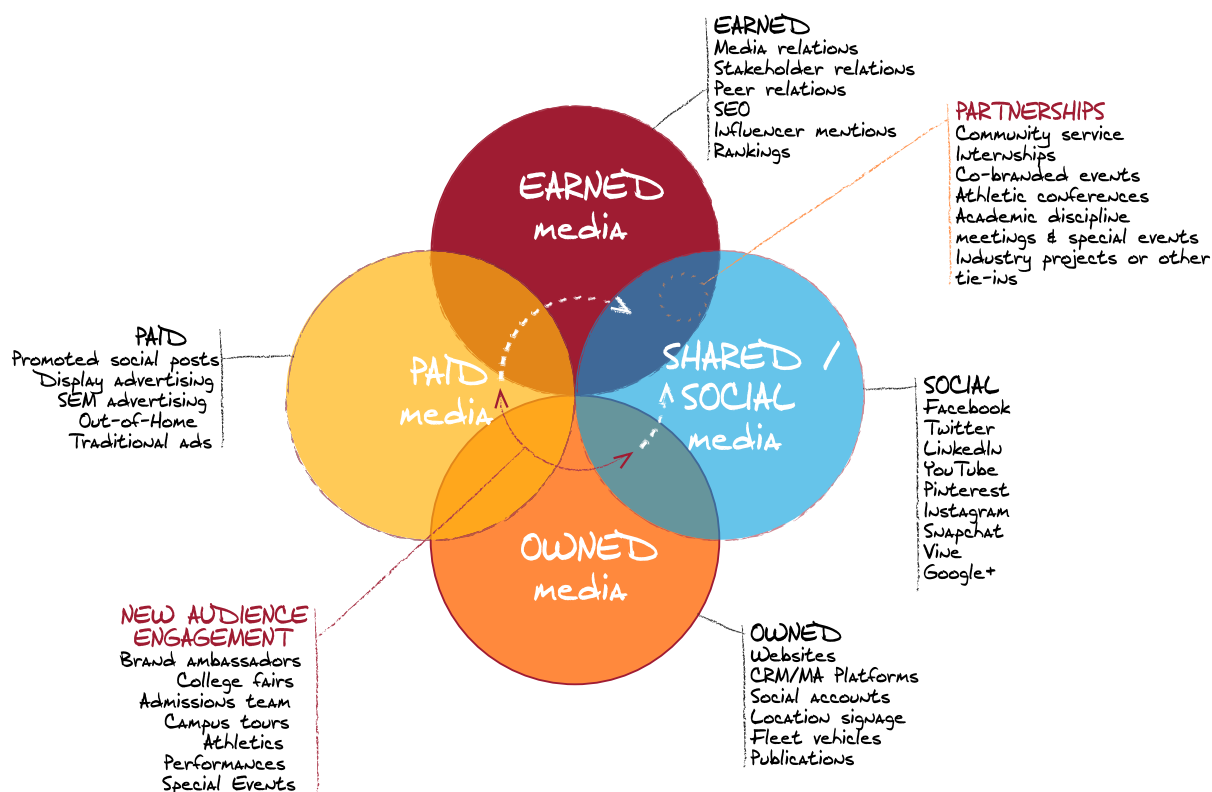 EARNED
Media relations
Stakeholder relations
Peer relations
SEO
Influencer mentions
Rankings
PARTNERSHIPS
Community service
Internships
Co-branded events
Athletic conferences
Academic discipline
meetings & special events
Industry projects or other
tie-ins
EARNED
media
PAID
Promoted social posts
Display advertising
SEM advertising
Out-of-Home
Traditional ads
PAID
media
SHARED /
SOCIAL
media
SOCIAL
Facebook
Twitter
LinkedIn
YouTube
Pinterest
Instagram
Snapchat
Vine
Google+
OWNED
media
NEW AUDIENCE
ENGAGEMENT
Brand ambassadors
College fairs
Admissions team
Campus tours
Athletics
Performances
Special Events
OWNED
Websites
CRM/MA Platforms
Social accounts
Location signage
Fleet vehicles
Publications